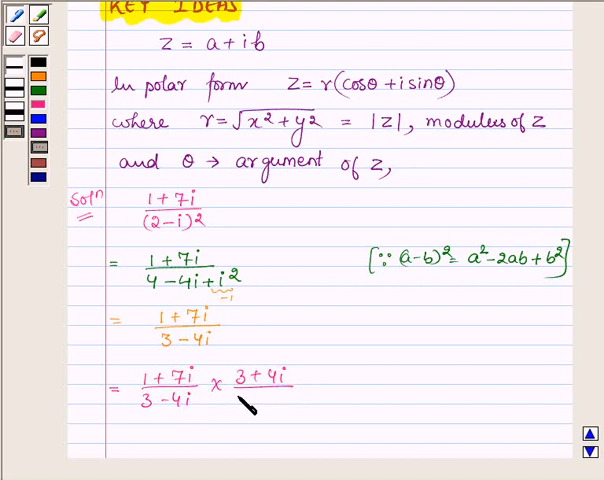 KEY IDEAS
z = a + ib
In polar form z = r(cosθ + i sinθ)
where r = √x² + y² = |z|, modulus of z
and θ → argument of z,
Solⁿ 1 + 7i
(2 - i)²
= 1 + 7i [∵ (a-b)² = a² - 2ab + b²]
4 - 4i + i²
-1
= 1 + 7i
3 - 4i
= 1 + 7i × 3 + 4i
3 - 4i